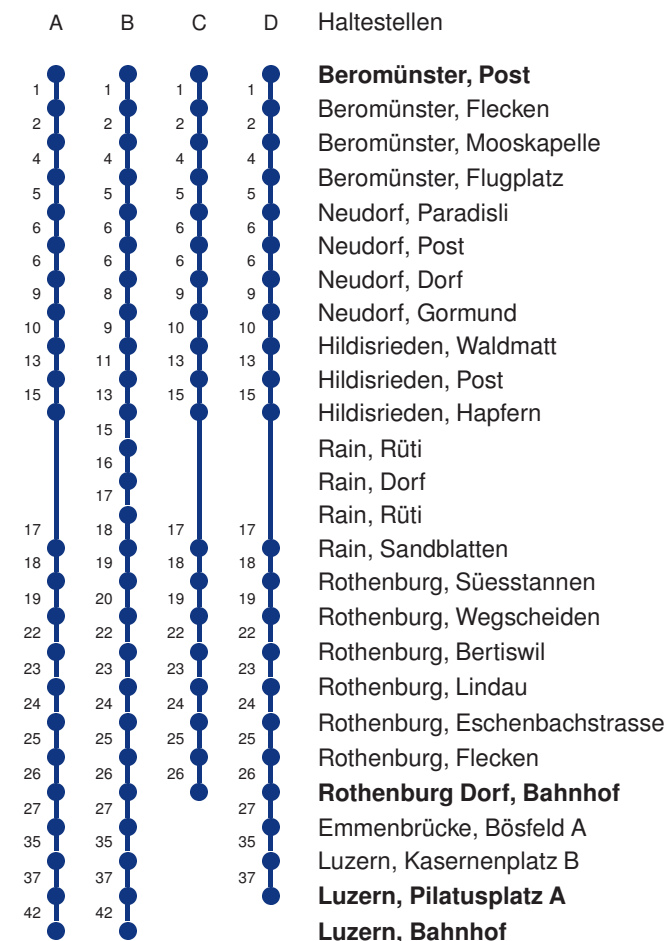 A B C D Haltestellen
Beromünster, Post
1 1 1 1
Beromünster, Flecken
2 2 2 2
Beromünster, Mooskapelle
4 4 4 4
Beromünster, Flugplatz
5 5 5 5
Neudorf, Paradisli
6 6 6 6
Neudorf, Post
6 6 6 6
Neudorf, Dorf
9 8 9 9
Neudorf, Gormund
10 9 10 10
Hildisrieden, Waldmatt
13 11 13 13
Hildisrieden, Post
15 13 15 15
Hildisrieden, Hapfern
15
Rain, Rüti
16
Rain, Dorf
17
Rain, Rüti
17 18 17 17
Rain, Sandblatten
18 19 18 18
Rothenburg, Süesstannen
19 20 19 19
Rothenburg, Wegscheiden
22 22 22 22
Rothenburg, Bertiswil
23 23 23 23
Rothenburg, Lindau
24 24 24 24
Rothenburg, Eschenbachstrasse
25 25 25 25
Rothenburg, Flecken
26 26 26 26
Rothenburg Dorf, Bahnhof
27 27 27
Emmenbrücke, Bösfeld A
35 35 35
Luzern, Kasernenplatz B
37 37 37
Luzern, Pilatusplatz A
42 42
Luzern, Bahnhof